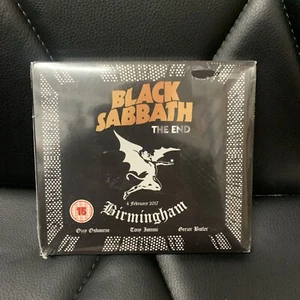 BLACK
SABBATH
THE END
4 February 2017
Birmingham
15
Ozzy Osbourne Tony Iommi Geezer Butler